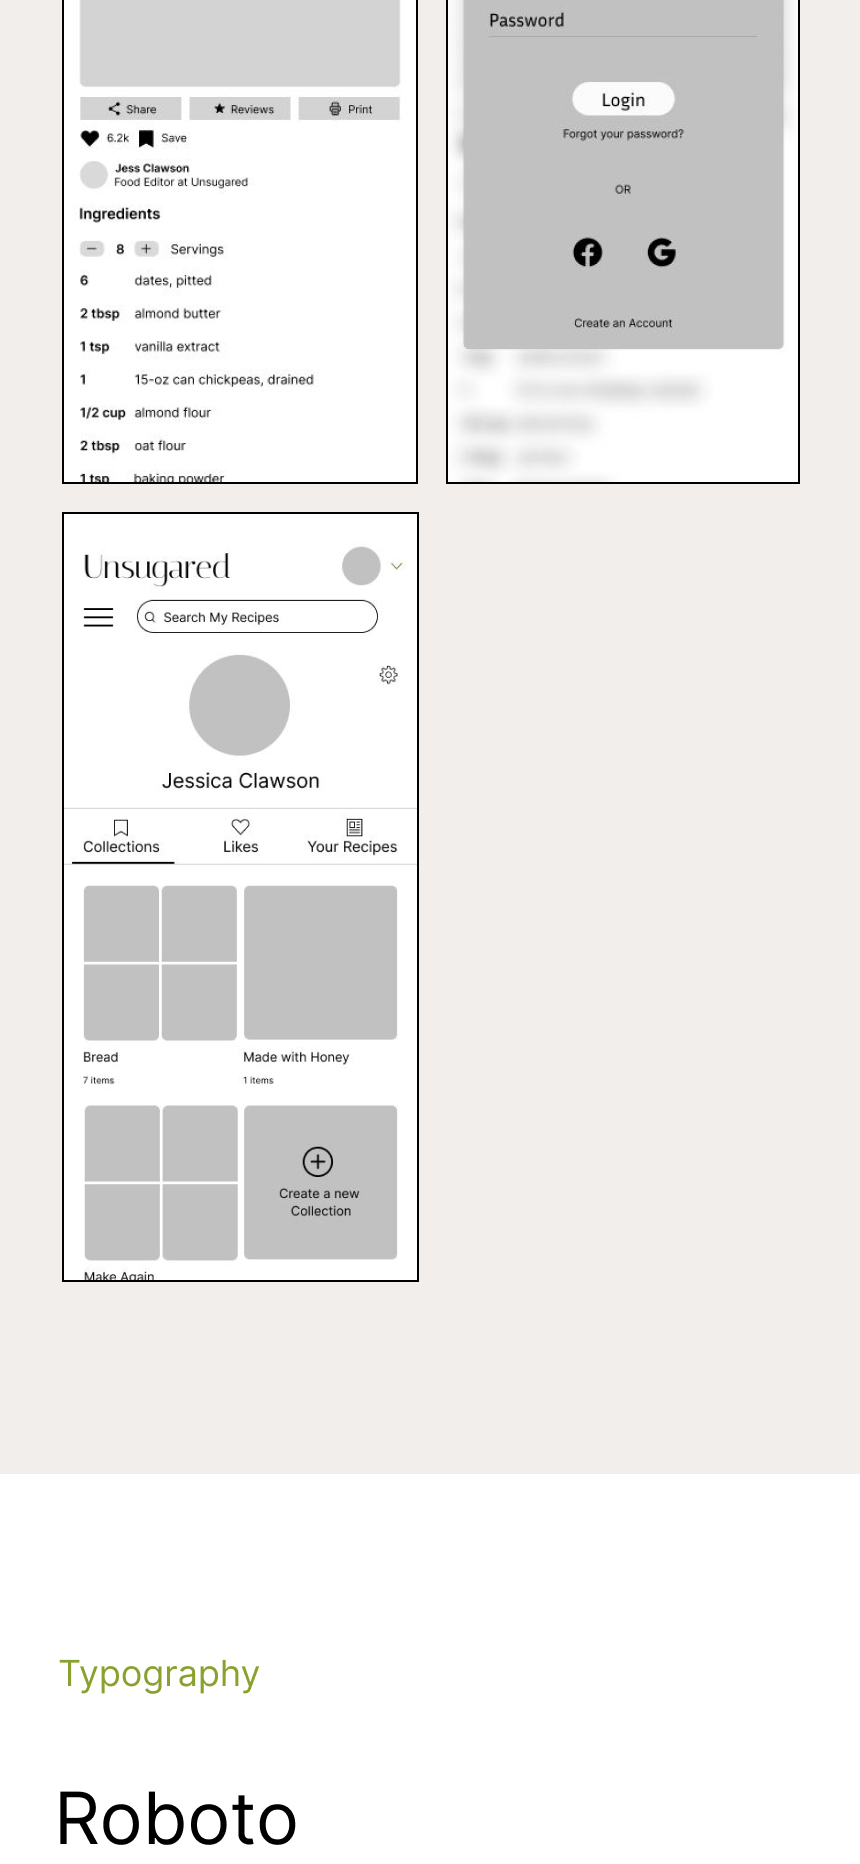 Share
Reviews
Print
6.2k
Save
Jess Clawson
Food Editor at Unsugared
Ingredients
− 8 + Servings
6 dates, pitted
2 tbsp almond butter
1 tsp vanilla extract
1 15-oz can chickpeas, drained
1/2 cup almond flour
2 tbsp oat flour
1 tsp baking powder
Password
Login
Forgot your password?
OR
Create an Account
Unsugared
Search My Recipes
Jessica Clawson
Collections
Likes
Your Recipes
Bread
7 items
Made with Honey
1 items
Create a new
Collection
Make Again
Typography
Roboto